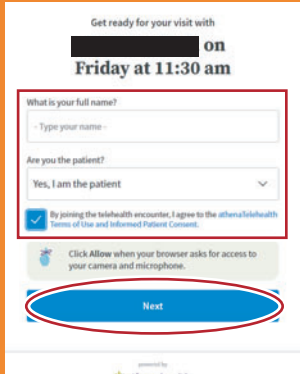 Get ready for your visit with
on
Friday at 11:30 am
What is your full name?
- Type your name -
Are you the patient?
Yes, I am the patient
By joining the telehealth encounter, I agree to the athenaTelehealth
Terms of Use and Informed Patient Consent.
Click Allow when your browser asks for access to
your camera and microphone.
Next
powered by